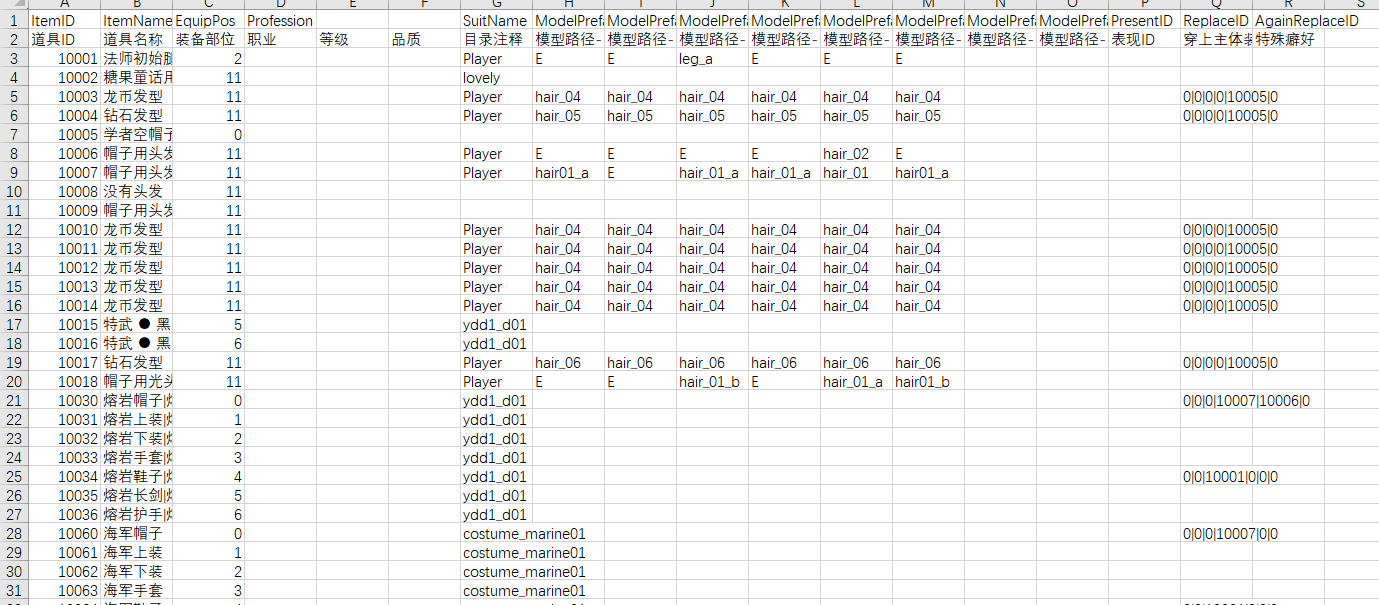 A B C D E F G H I J K L M N O P Q R S
1 ItemID ItemName EquipPos Profession SuitName ModelPrefa ModelPrefa ModelPrefa ModelPrefa ModelPrefa ModelPrefa ModelPrefa ModelPrefa PresentID ReplaceID AgainReplaceID
2 道具ID 道具名称 装备部位 职业 等级 品质 目录注释 模型路径- 模型路径- 模型路径- 模型路径- 模型路径- 模型路径- 模型路径- 模型路径- 表现ID 穿上主体装 特殊癖好
3 10001 法师初始腿 2 Player E E leg_a E E E
4 10002 糖果童话用 11 lovely
5 10003 龙币发型 11 Player hair_04 hair_04 hair_04 hair_04 hair_04 hair_04 0|0|0|0|10005|0
6 10004 钻石发型 11 Player hair_05 hair_05 hair_05 hair_05 hair_05 hair_05 0|0|0|0|10005|0
7 10005 学者空帽子 0
8 10006 帽子用头发 11 Player E E E E hair_02 E
9 10007 帽子用头发 11 Player hair01_a E hair_01_a hair_01_a hair_01 hair01_a
10 10008 没有头发 11
11 10009 帽子用头发 11
12 10010 龙币发型 11 Player hair_04 hair_04 hair_04 hair_04 hair_04 hair_04 0|0|0|0|10005|0
13 10011 龙币发型 11 Player hair_04 hair_04 hair_04 hair_04 hair_04 hair_04 0|0|0|0|10005|0
14 10012 龙币发型 11 Player hair_04 hair_04 hair_04 hair_04 hair_04 hair_04 0|0|0|0|10005|0
15 10013 龙币发型 11 Player hair_04 hair_04 hair_04 hair_04 hair_04 hair_04 0|0|0|0|10005|0
16 10014 龙币发型 11 Player hair_04 hair_04 hair_04 hair_04 hair_04 hair_04 0|0|0|0|10005|0
17 10015 特武 ● 黑 5 ydd1_d01
18 10016 特武 ● 黑 6 ydd1_d01
19 10017 钻石发型 11 Player hair_06 hair_06 hair_06 hair_06 hair_06 hair_06 0|0|0|0|10005|0
20 10018 帽子用光头 11 Player E E hair_01_b E hair_01_a hair01_b
21 10030 熔岩帽子|熔 0 ydd1_d01 0|0|0|10007|10006|0
22 10031 熔岩上装|熔 1 ydd1_d01
23 10032 熔岩下装|熔 2 ydd1_d01
24 10033 熔岩手套|熔 3 ydd1_d01
25 10034 熔岩鞋子|熔 4 ydd1_d01 0|0|10001|0|0|0
26 10035 熔岩长剑|熔 5 ydd1_d01
27 10036 熔岩护手|熔 6 ydd1_d01
28 10060 海军帽子 0 costume_marine01 0|0|0|10007|0|0
29 10061 海军上装 1 costume_marine01
30 10062 海军下装 2 costume_marine01
31 10063 海军手套 3 costume_marine01